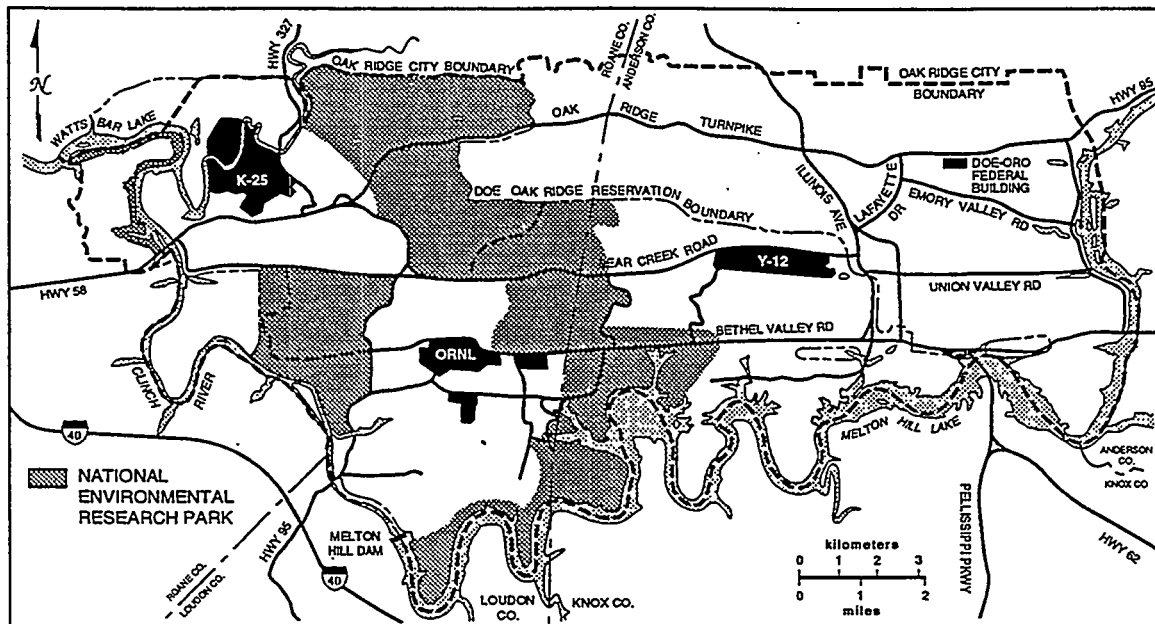 N
HWY 327
OAK RIDGE CITY BOUNDARY
ROANE CO.
ANDERSON CO.
OAK RIDGE CITY
BOUNDARY
HWY 95
WATTS BAR LAKE
OAK RIDGE TURNPIKE
K-25
ILLINOIS AVE
LAFAYETTE
DR
DOE-ORO
FEDERAL
BUILDING
DOE OAK RIDGE RESERVATION
BOUNDARY
EMORY VALLEY RD
EAR CREEK ROAD
Y-12
HWY 58
UNION VALLEY RD
BETHEL VALLEY RD
ORNL
CLINCH
RIVER
MELTON HILL LAKE
40
ANDERSON
CO.
KNOX CO
NATIONAL
ENVIRONMENTAL
RESEARCH PARK
PELLISSIPPI PKWY
HWY 62
HWY 95
MELTON
HILL DAM
ROANE CO.
LOUDON CO.
40
LOUDON
CO.
KNOX CO.
kilometers
0 1 2 3
0 1 2
miles